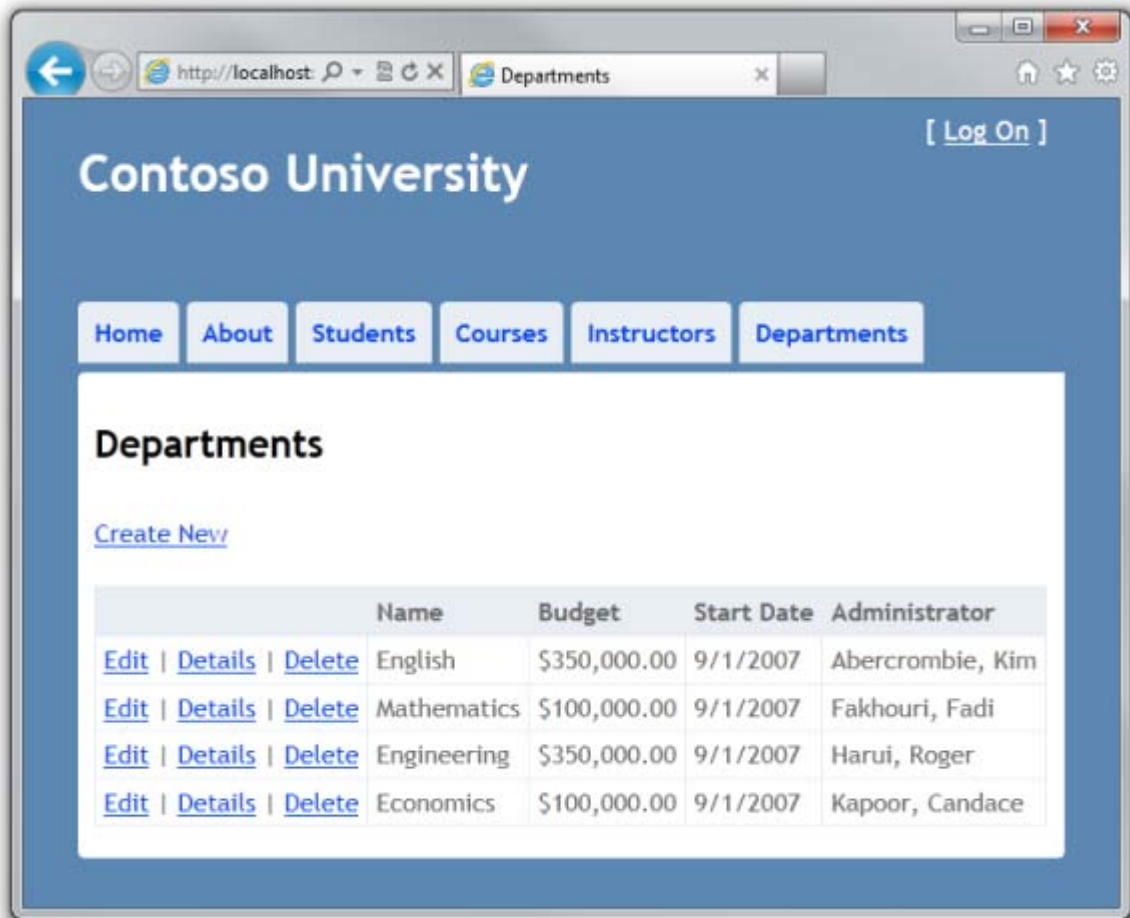 http://localhost:
Departments
[ Log On ]
Contoso University
Home About Students Courses Instructors Departments
Departments
Create New
Name Budget Start Date Administrator
Edit | Details | Delete English $350,000.00 9/1/2007 Abercrombie, Kim
Edit | Details | Delete Mathematics $100,000.00 9/1/2007 Fakhouri, Fadi
Edit | Details | Delete Engineering $350,000.00 9/1/2007 Harui, Roger
Edit | Details | Delete Economics $100,000.00 9/1/2007 Kapoor, Candace